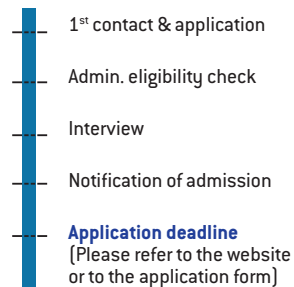 1st contact & application
Admin. eligibility check
Interview
Notification of admission
Application deadline
(Please refer to the website
or to the application form)